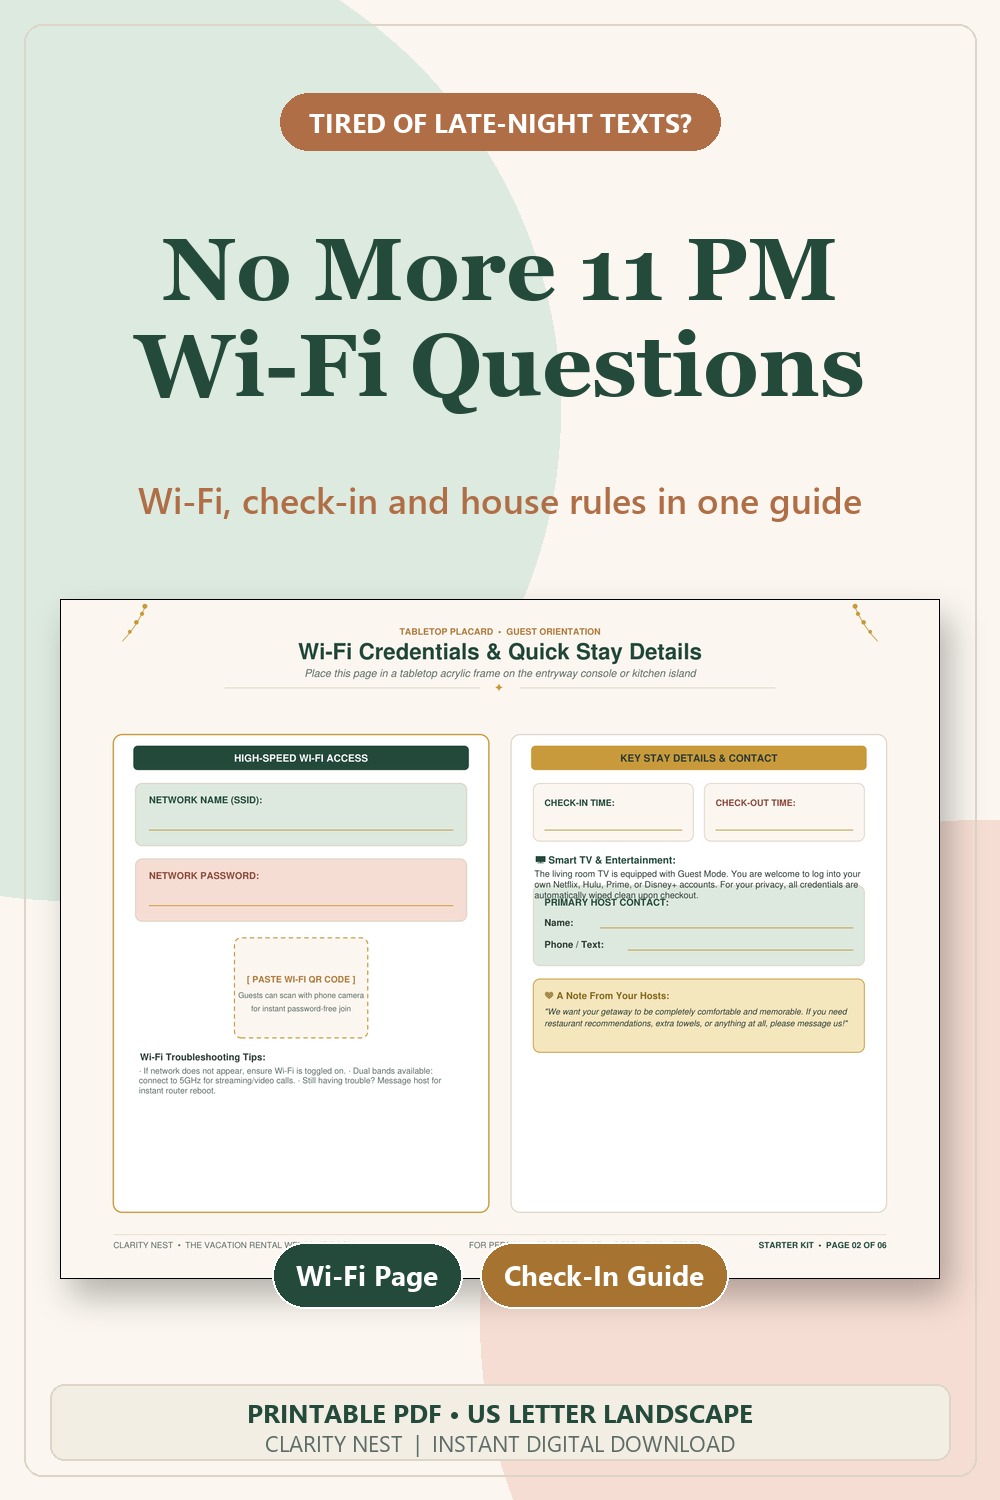 TIRED OF LATE-NIGHT TEXTS?
No More 11 PM
Wi-Fi Questions
Wi-Fi, check-in and house rules in one guide
TABLETOP PLACARD • GUEST ORIENTATION
Wi-Fi Credentials & Quick Stay Details
Place this page in a tabletop acrylic frame on the entryway console or kitchen island
HIGH-SPEED WI-FI ACCESS
NETWORK NAME (SSID):
NETWORK PASSWORD:
[ PASTE WI-FI QR CODE ]
Guests can scan with phone camera
for instant password-free join
Wi-Fi Troubleshooting Tips:
· If network does not appear, ensure Wi-Fi is toggled on. · Dual bands available:
connect to 5GHz for streaming/video calls. · Still having trouble? Message host for
instant router reboot.
KEY STAY DETAILS & CONTACT
CHECK-IN TIME:
CHECK-OUT TIME:
Smart TV & Entertainment:
The living room TV is equipped with Guest Mode. You are welcome to log into your
own Netflix, Hulu, Prime, or Disney+ accounts. For your privacy, all credentials are
automatically wiped clean upon checkout.
PRIMARY HOST CONTACT:
Name:
Phone / Text:
A Note From Your Hosts:
"We want your getaway to be completely comfortable and memorable. If you need
restaurant recommendations, extra towels, or anything at all, please message us!"
CLARITY NEST • THE VACATION RENTAL
FOR
STARTER KIT • PAGE 02 OF 06
Wi-Fi Page
Check-In Guide
PRINTABLE PDF • US LETTER LANDSCAPE
CLARITY NEST | INSTANT DIGITAL DOWNLOAD